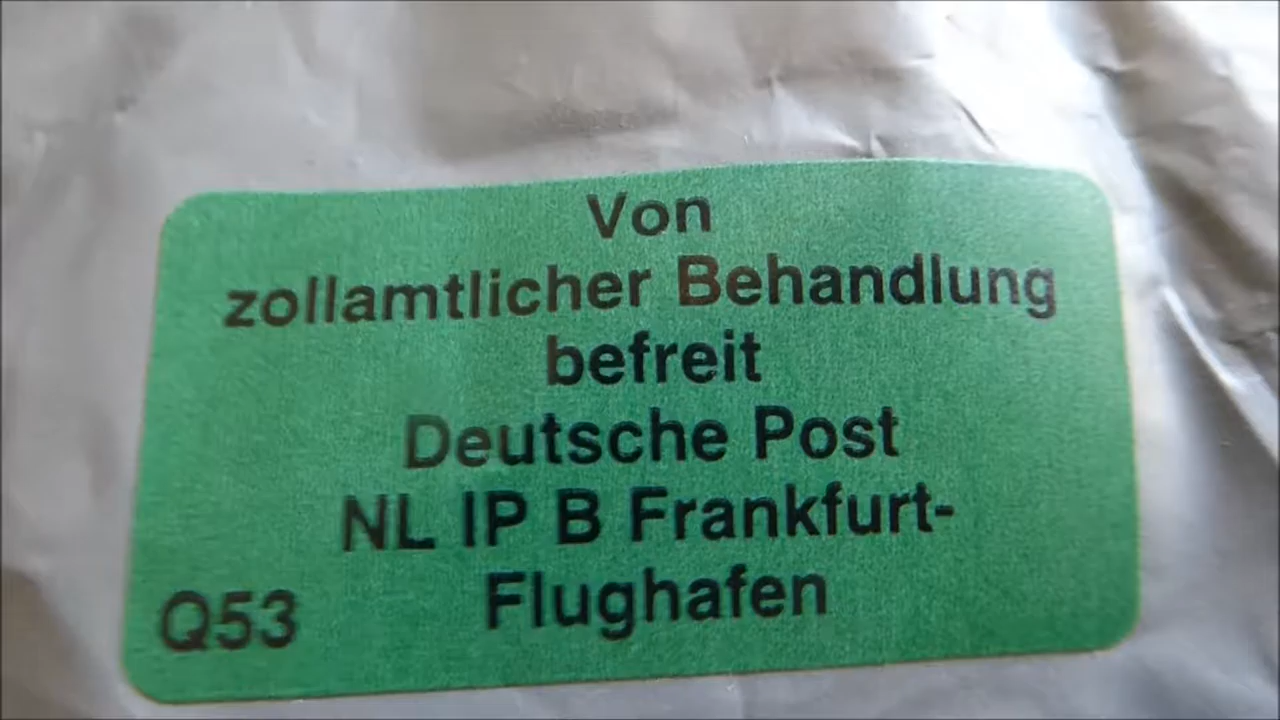 Von
zollamtlicher Behandlung
befreit
Deutsche Post
NL IP B Frankfurt-
Flughafen
Q53